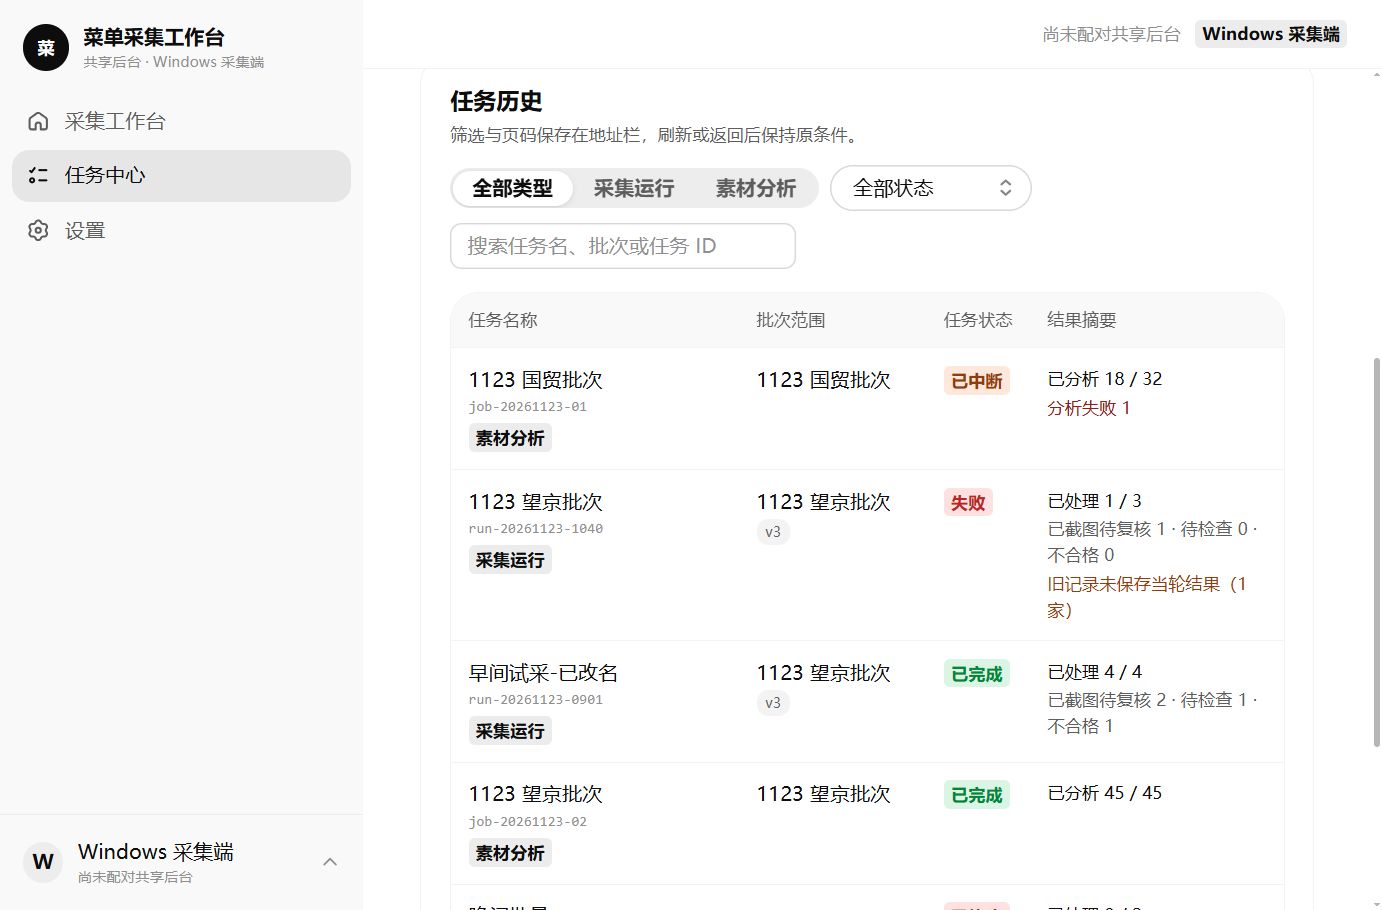 菜
菜单采集工作台
共享后台 · Windows 采集端
采集工作台
任务中心
设置
W
Windows 采集端
尚未配对共享后台
尚未配对共享后台
Windows 采集端
任务历史
筛选与页码保存在地址栏，刷新或返回后保持原条件。
全部类型 采集运行 素材分析 全部状态
搜索任务名、批次或任务 ID
任务名称 批次范围 任务状态 结果摘要
1123 国贸批次 1123 国贸批次 已中断 已分析 18 / 32
job-20261123-01 分析失败 1
素材分析
1123 望京批次 1123 望京批次 失败 已处理 1 / 3
run-20261123-1040 v3 已截图待复核 1 · 待检查 0 ·
采集运行 不合格 0
旧记录未保存当轮结果（1
家）
早间试采-已改名 1123 望京批次 已完成 已处理 4 / 4
run-20261123-0901 v3 已截图待复核 2 · 待检查 1 ·
采集运行 不合格 1
1123 望京批次 1123 望京批次 已完成 已分析 45 / 45
job-20261123-02
素材分析